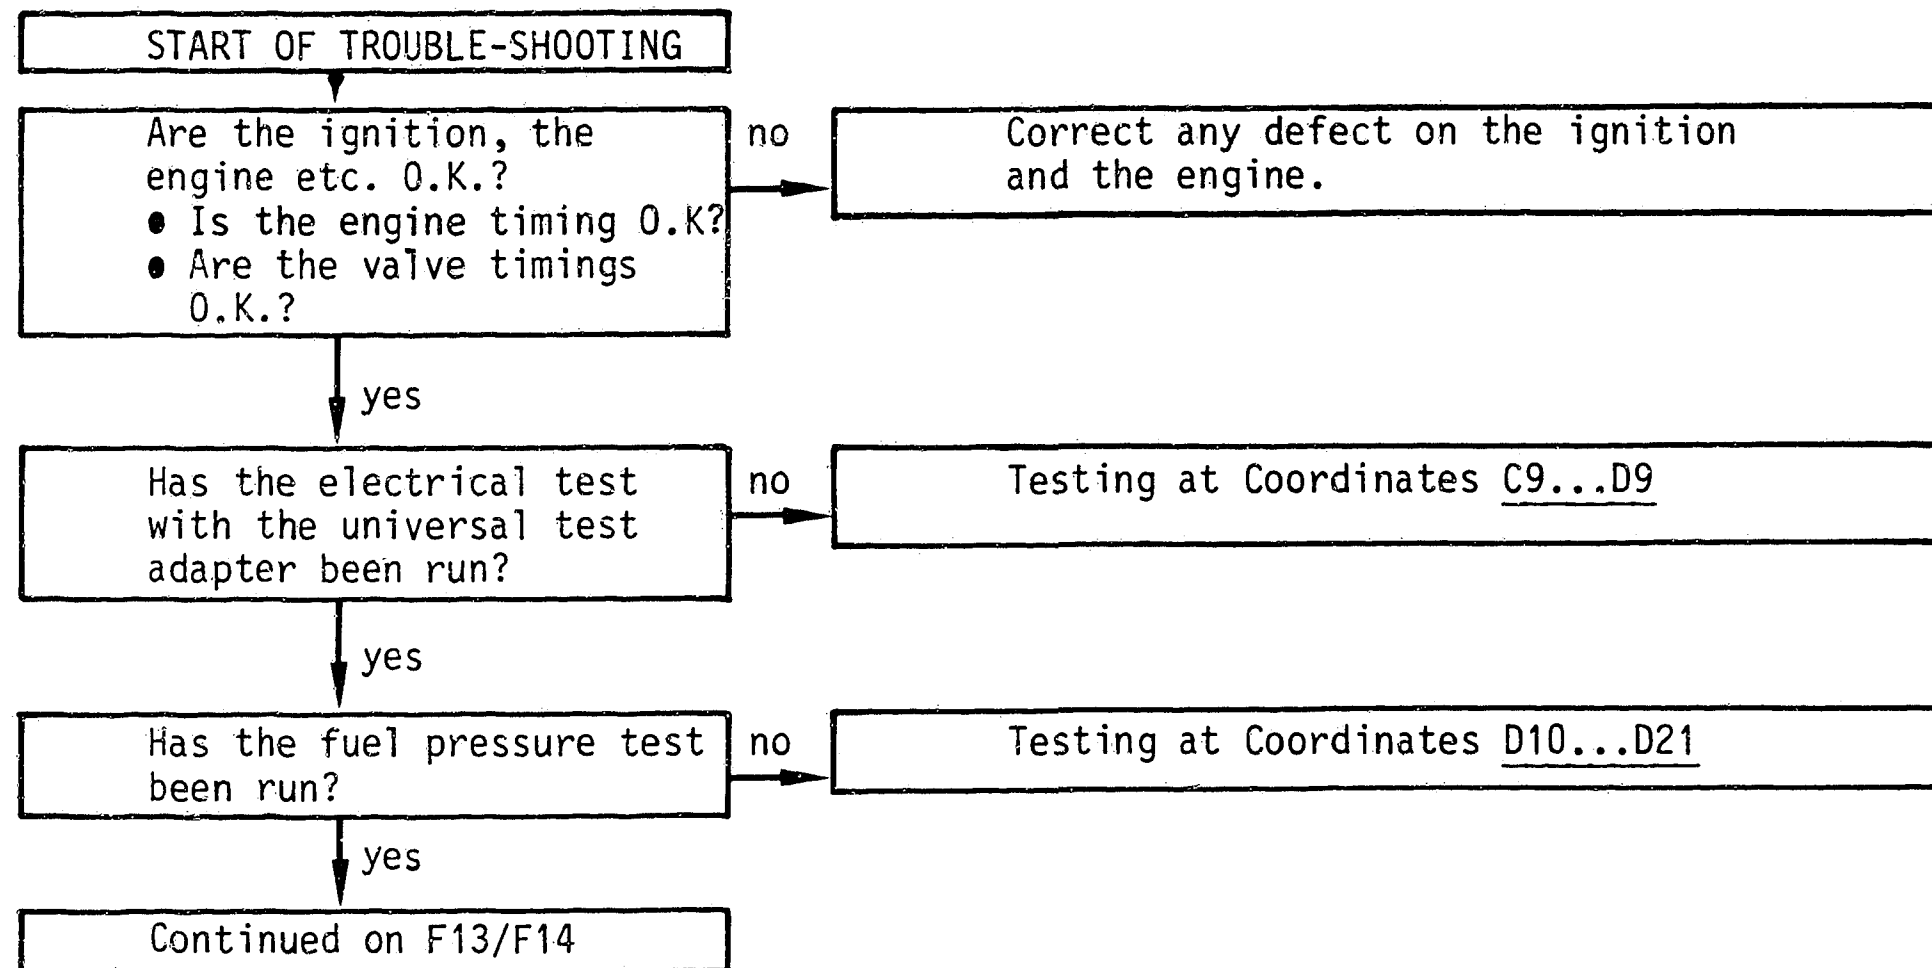 START OF TROUBLE-SHOOTING
Are the ignition, the
engine etc. O.K.?
● Is the engine timing O.K?
● Are the valve timings
O.K.?
no
Correct any defect on the ignition
and the engine.
yes
Has the electrical test
with the universal test
adapter been run?
no
Testing at Coordinates C9...D9
yes
Has the fuel pressure test
been run?
no
Testing at Coordinates D10...D21
yes
Continued on F13/F14